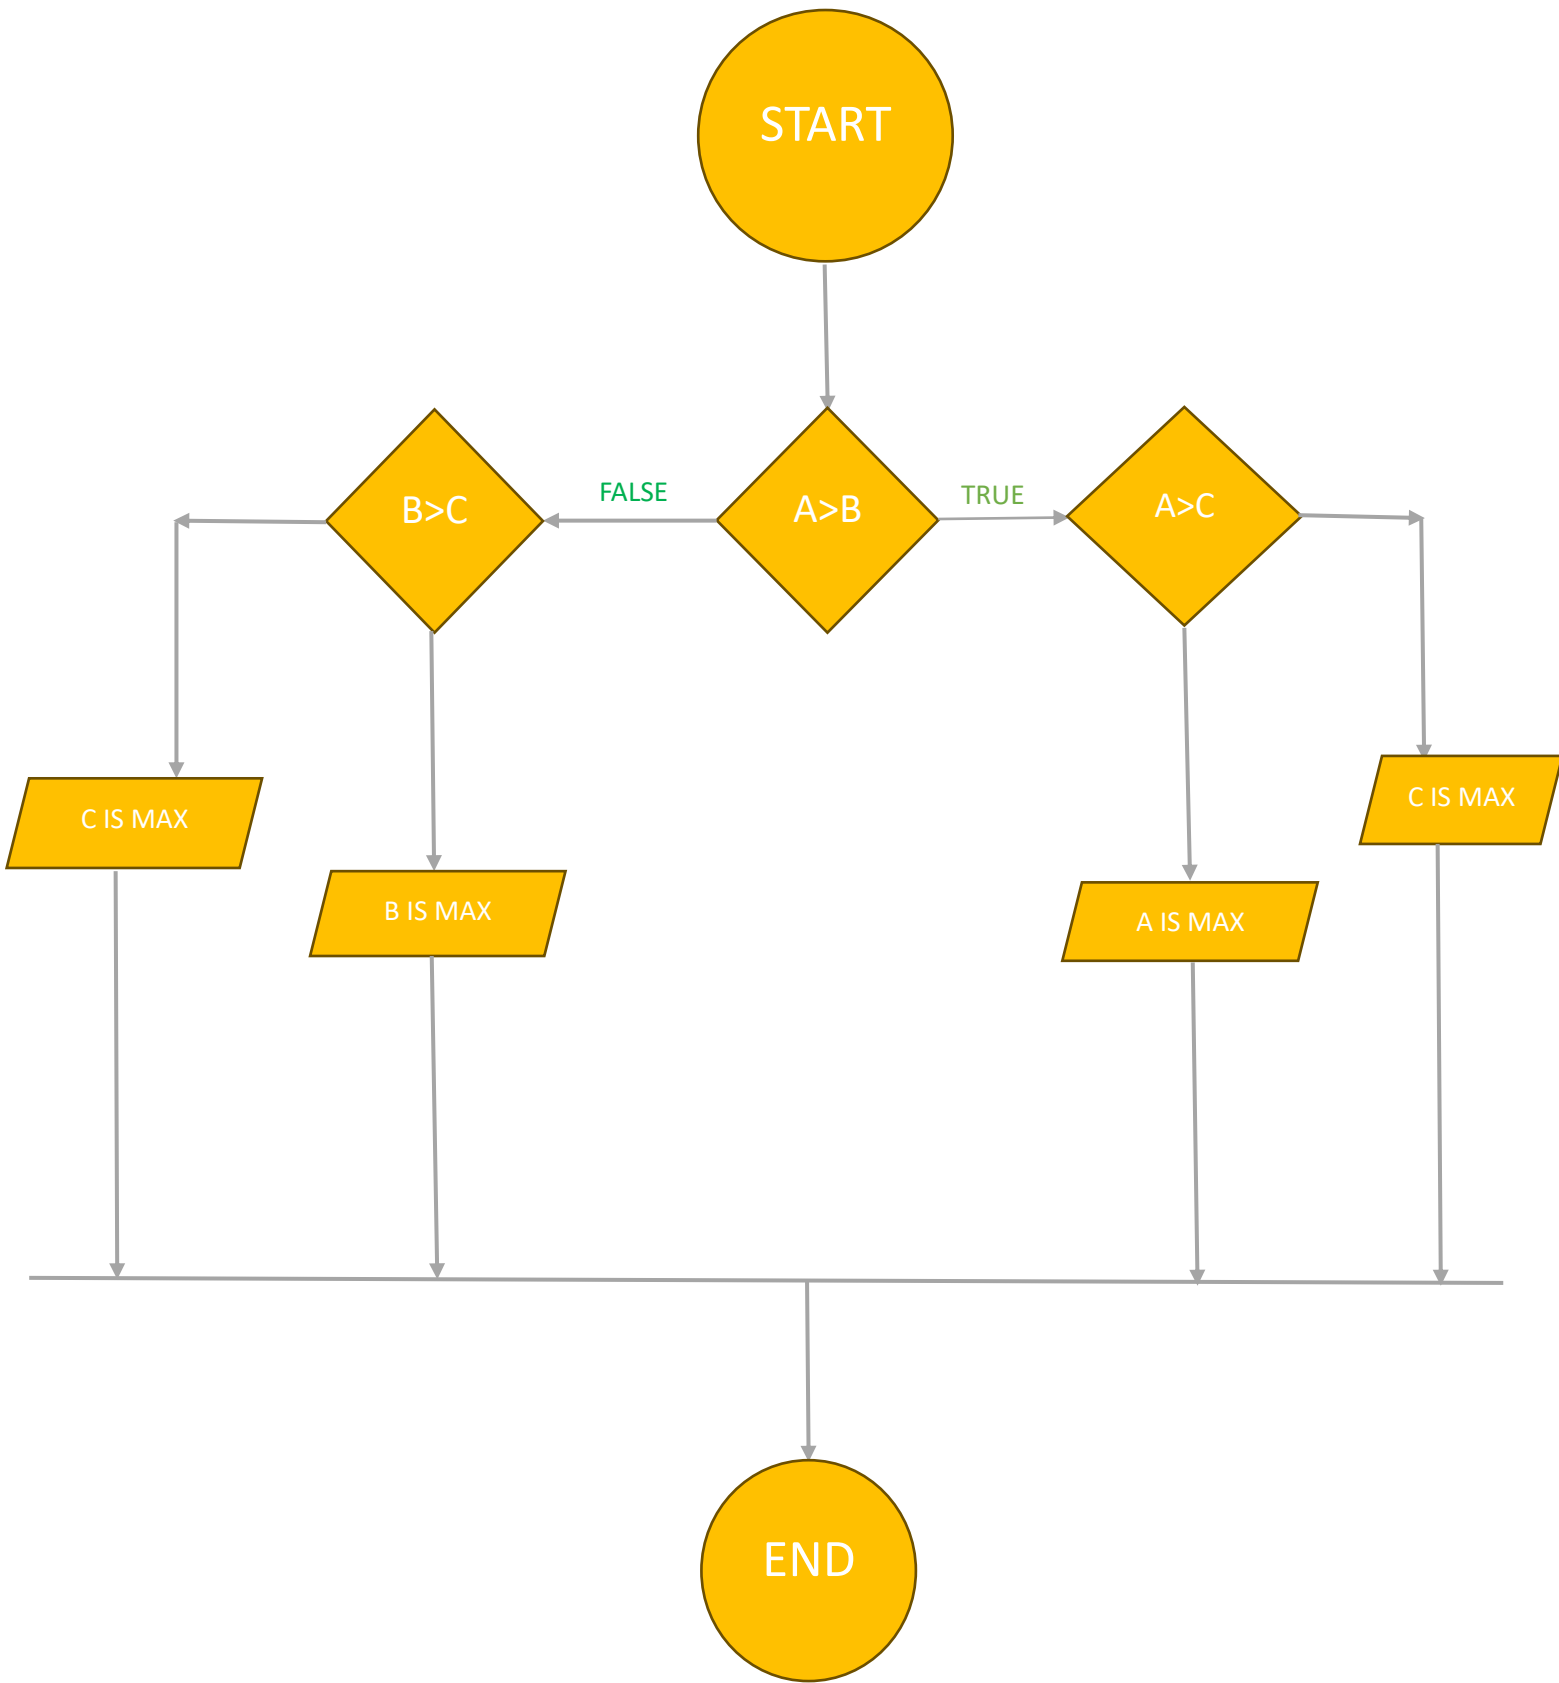 START
B>C
FALSE
A>B
TRUE
A>C
C IS MAX
B IS MAX
A IS MAX
C IS MAX
END